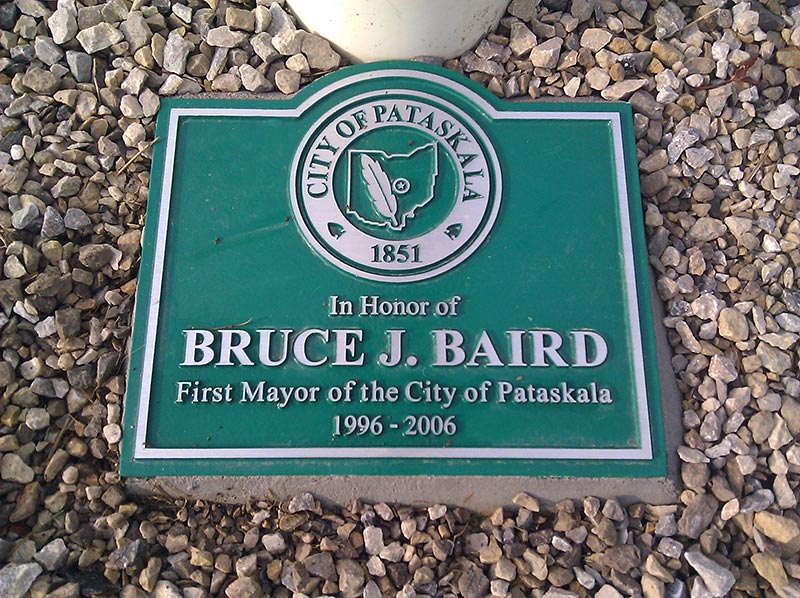 CITY OF PATASKALA
1851
In Honor of
BRUCE J. BAIRD
First Mayor of the City of Pataskala
1996 - 2006